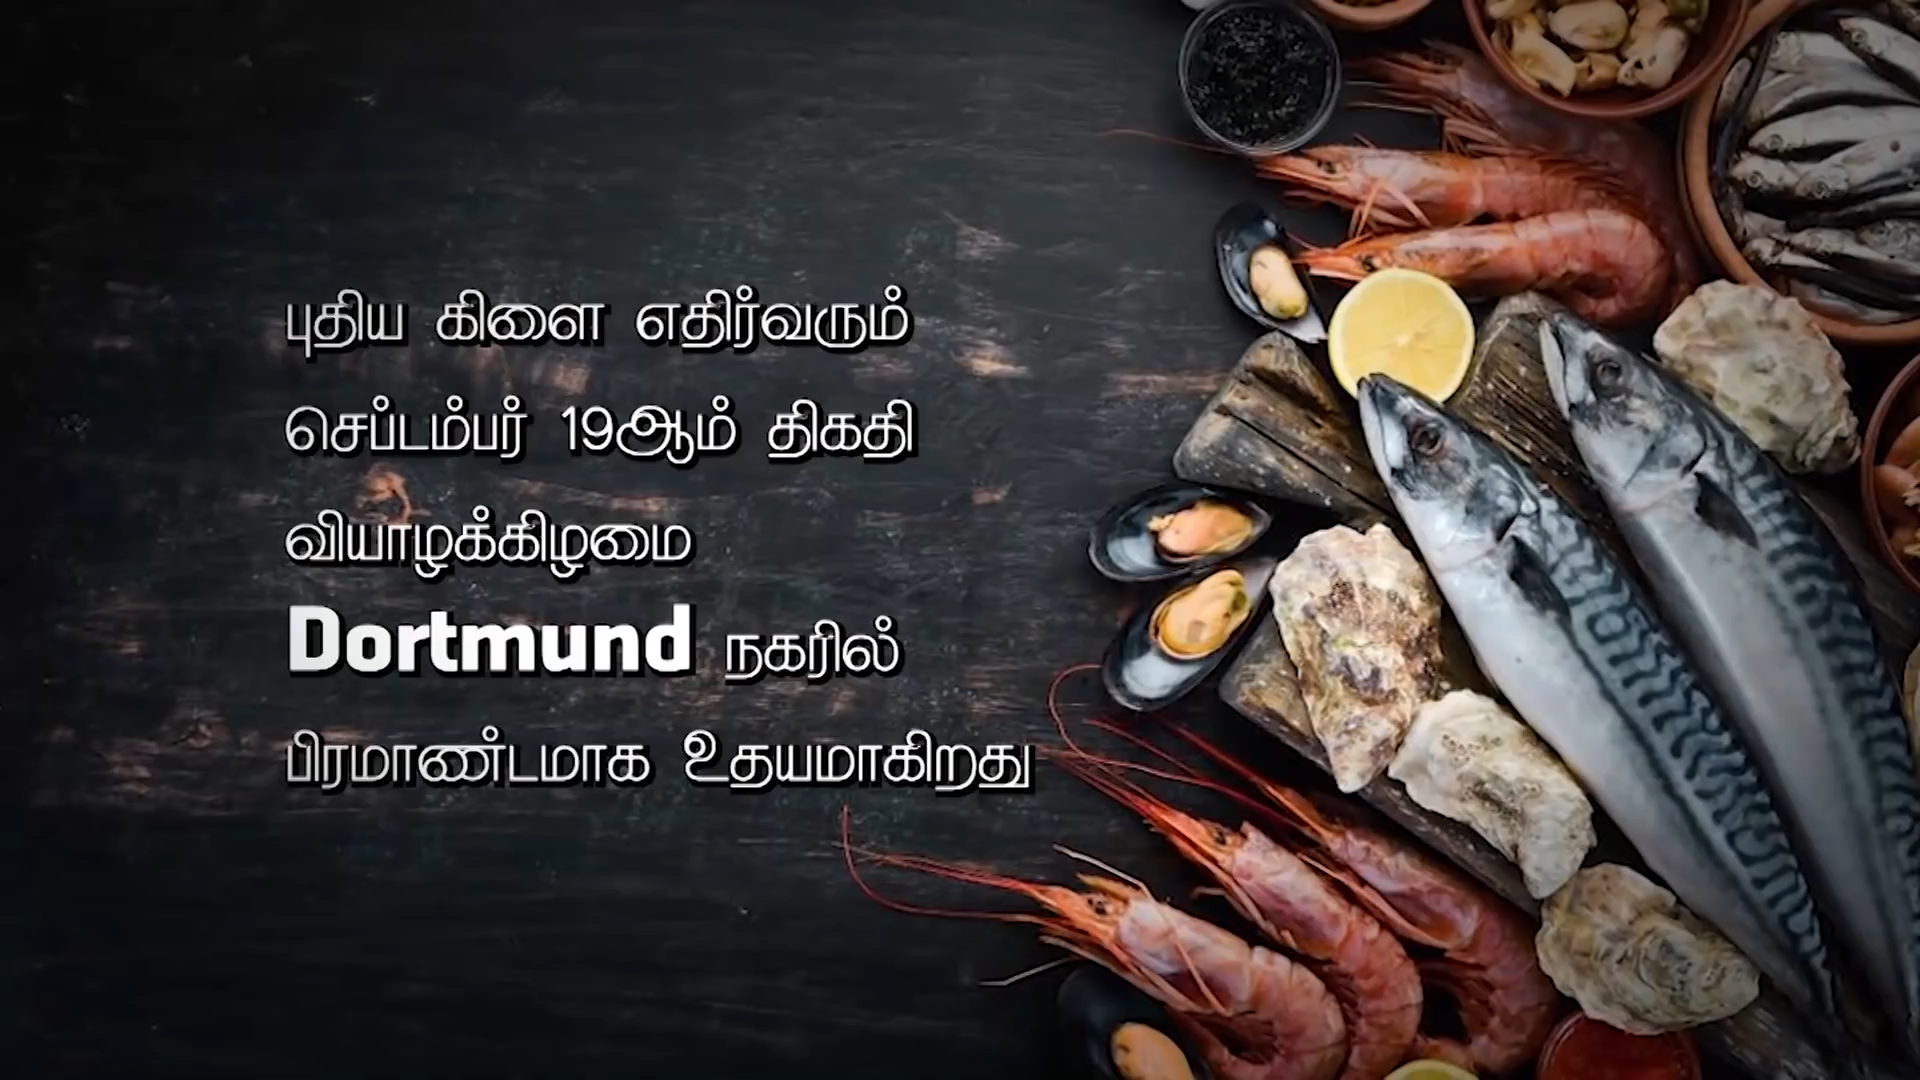 புதிய கிளை எதிர்வரும்
செப்டம்பர் 19ஆம் திகதி
வியாழக்கிழமை
Dortmund நகரில்
பிரமாண்டமாக உதயமாகிறது